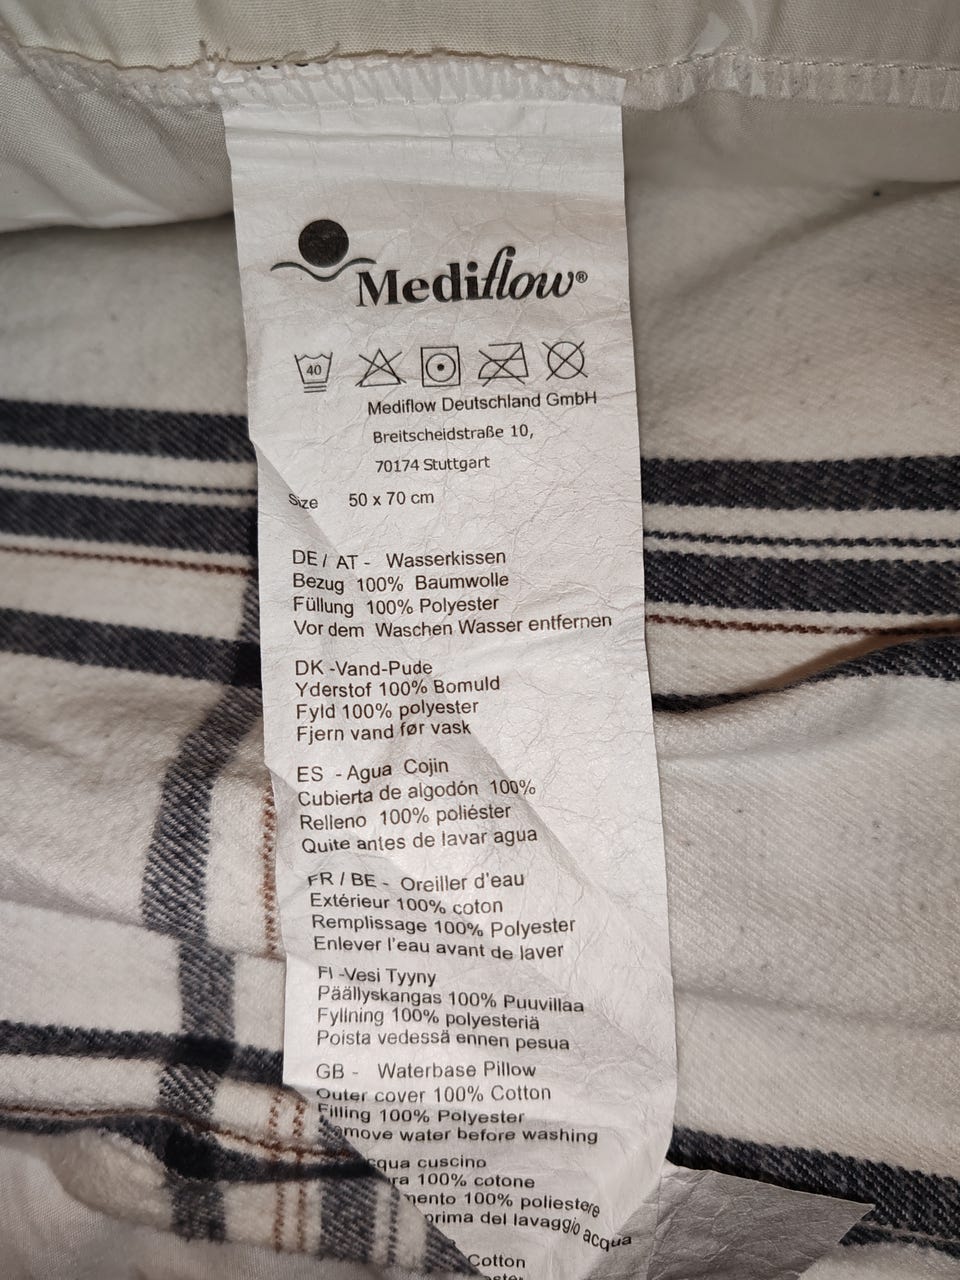 Mediflow®
40
Mediflow Deutschland GmbH
Breitscheidstraße 10,
70174 Stuttgart
Size 50 x 70 cm
DE / AT - Wasserkissen
Bezug 100% Baumwolle
Füllung 100% Polyester
Vor dem Waschen Wasser entfernen
DK -Vand-Pude
Yderstof 100% Bomuld
Fyld 100% polyester
Fjern vand før vask
ES - Agua Cojin
Cubierta de algodón 100%
Relleno 100% poliéster
Quite antes de lavar agua
FR / BE - Oreiller d'eau
Extérieur 100% coton
Remplissage 100% Polyester
Enlever l'eau avant de laver
FI -Vesi Tyyny
Päällyskangas 100% Puuvillaa
Fyllning 100% polyesteriä
Poista vedessä ennen pesua
GB - Waterbase Pillow
Outer cover 100% Cotton
Filling 100% Polyester
move water before washing
cqua cuscino
ra 100% cotone
mento 100% poliestere
prima del lavaggio acqua
Cotton